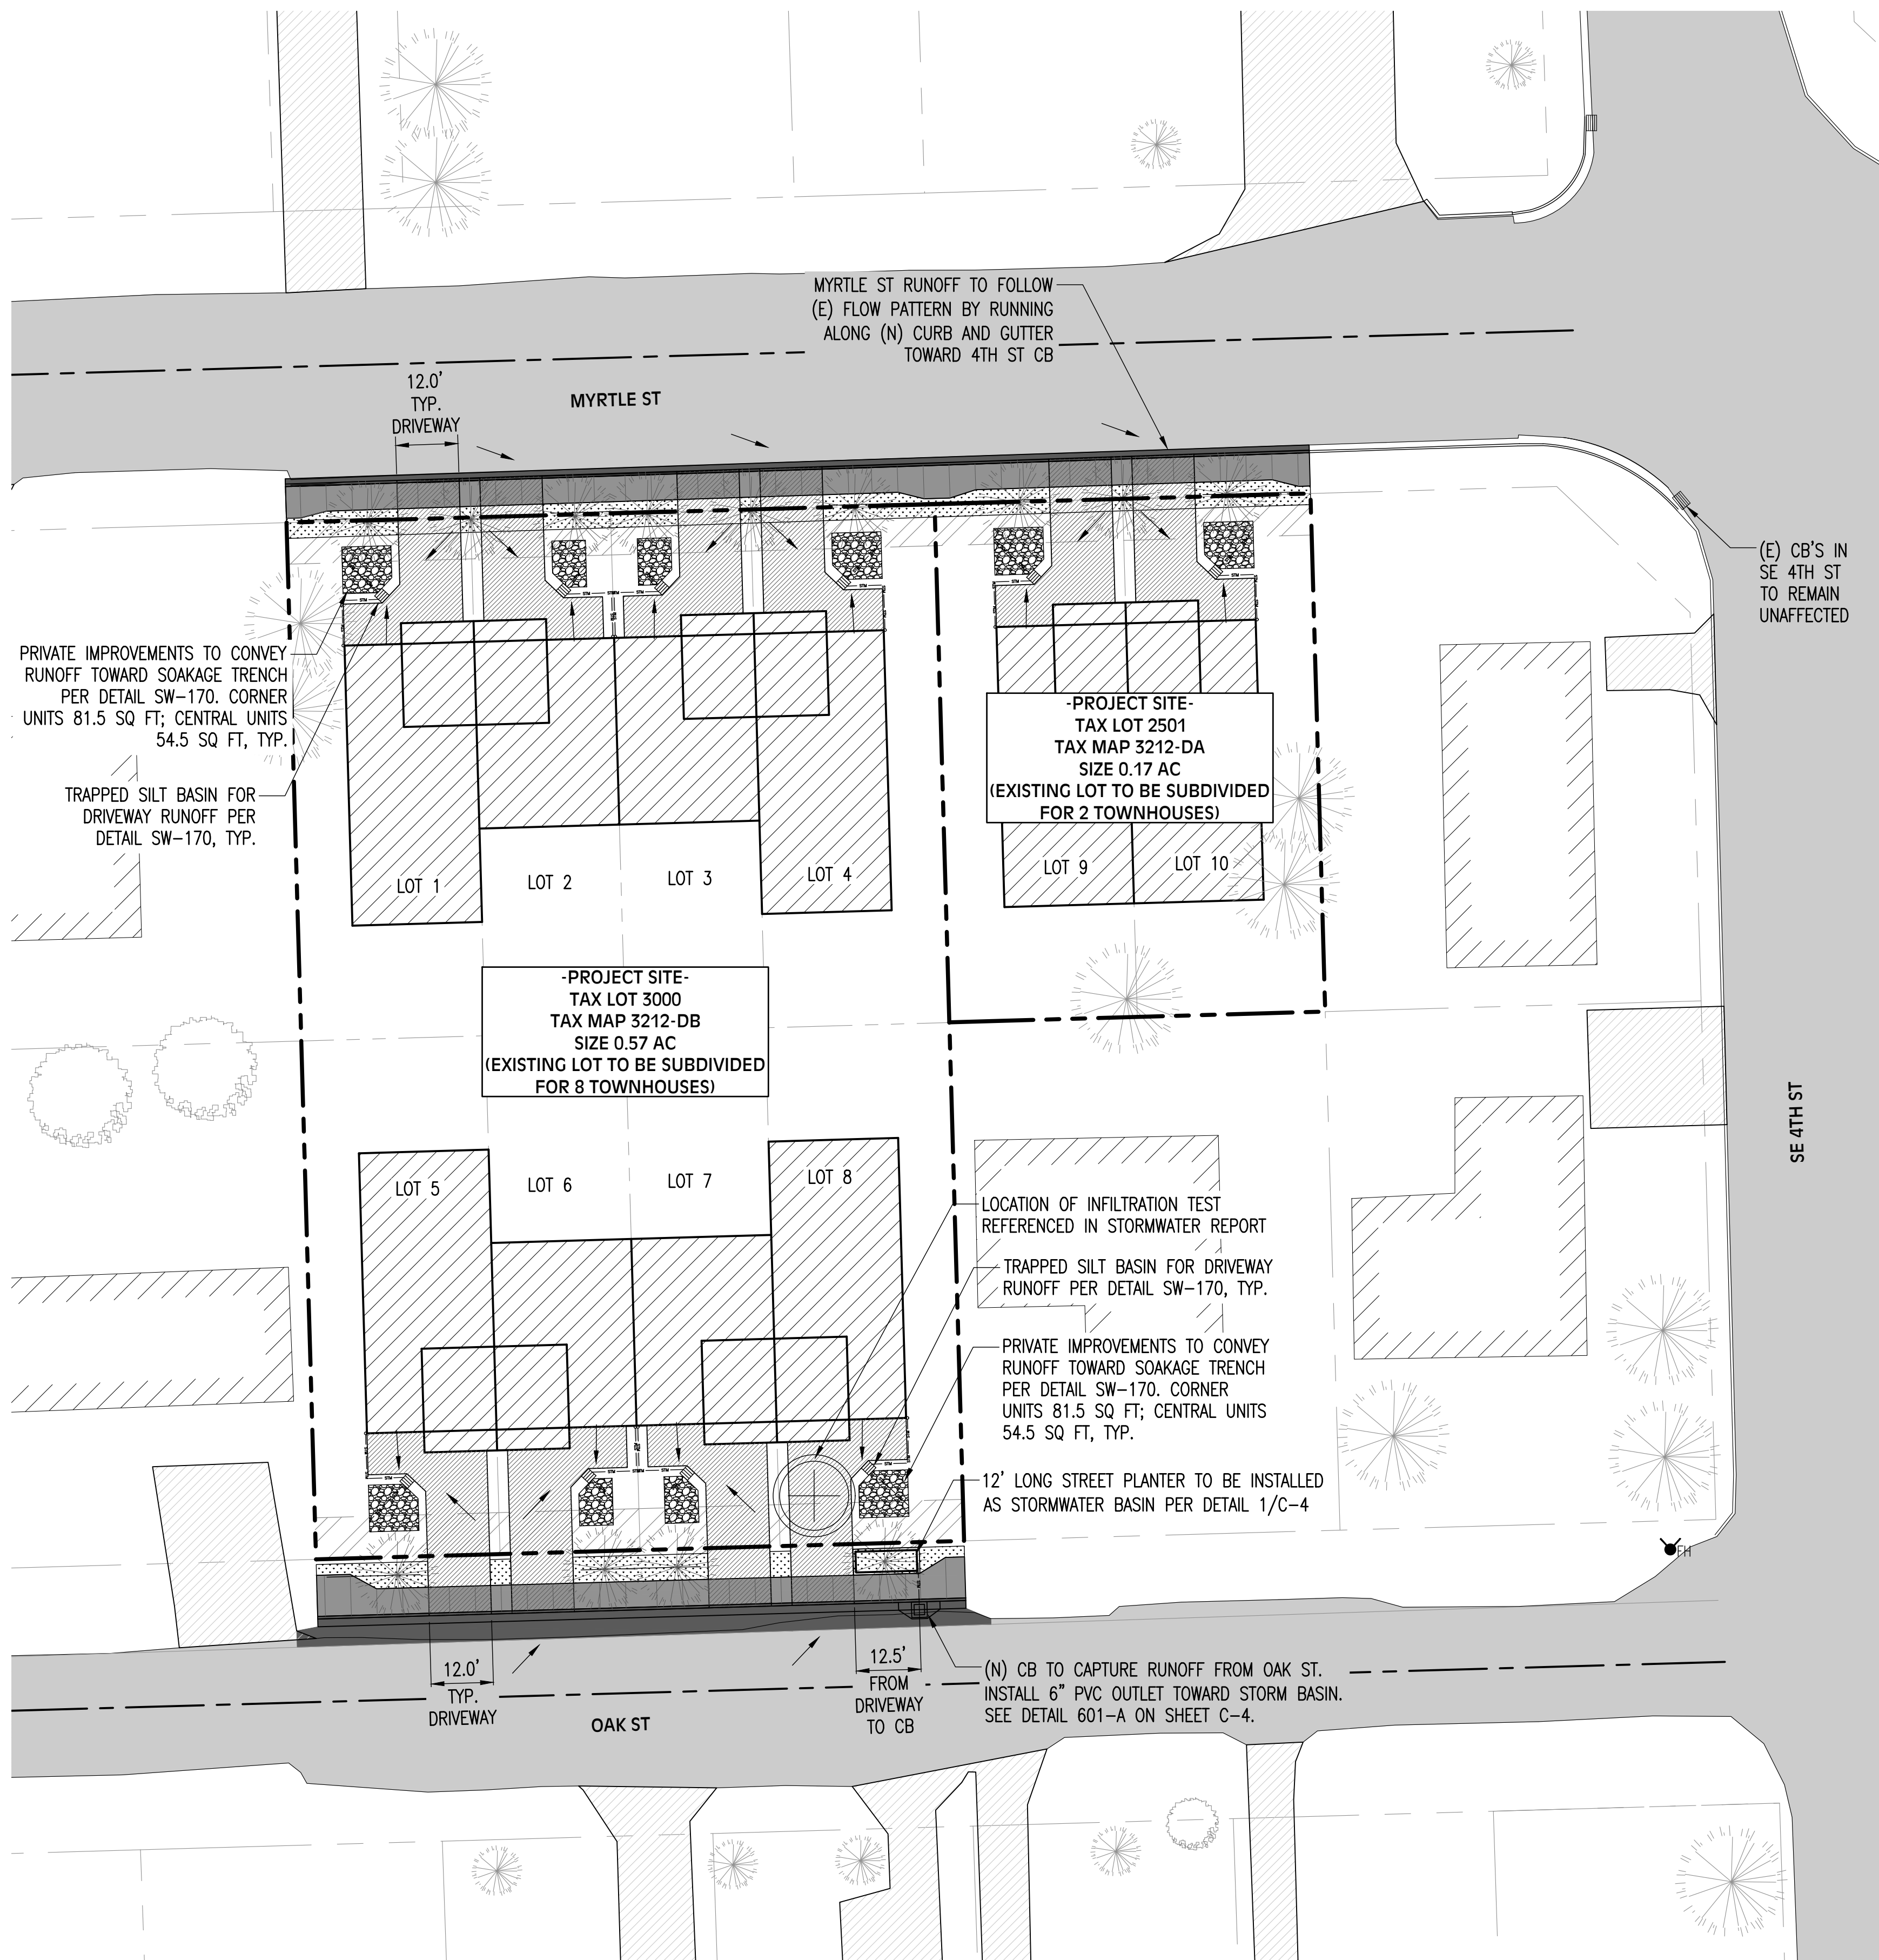 MYRTLE ST RUNOFF TO FOLLOW
(E) FLOW PATTERN BY RUNNING
ALONG (N) CURB AND GUTTER
TOWARD 4TH ST CB
12.0'
TYP.
DRIVEWAY
MYRTLE ST
(E) CB'S IN
SE 4TH ST
TO REMAIN
UNAFFECTED
STM
STM
STORM
STM
STM
STM
PRIVATE IMPROVEMENTS TO CONVEY
RUNOFF TOWARD SOAKAGE TRENCH
PER DETAIL SW-170. CORNER
UNITS 81.5 SQ FT; CENTRAL UNITS
54.5 SQ FT, TYP.
TRAPPED SILT BASIN FOR
DRIVEWAY RUNOFF PER
DETAIL SW-170, TYP.
-PROJECT SITE-
TAX LOT 2501
TAX MAP 3212-DA
SIZE 0.17 AC
(EXISTING LOT TO BE SUBDIVIDED
FOR 2 TOWNHOUSES)
LOT 1
LOT 2
LOT 3
LOT 4
LOT 9
LOT 10
-PROJECT SITE-
TAX LOT 3000
TAX MAP 3212-DB
SIZE 0.57 AC
(EXISTING LOT TO BE SUBDIVIDED
FOR 8 TOWNHOUSES)
SE 4TH ST
LOT 5
LOT 6
LOT 7
LOT 8
LOCATION OF INFILTRATION TEST
REFERENCED IN STORMWATER REPORT
TRAPPED SILT BASIN FOR DRIVEWAY
RUNOFF PER DETAIL SW-170, TYP.
PRIVATE IMPROVEMENTS TO CONVEY
RUNOFF TOWARD SOAKAGE TRENCH
PER DETAIL SW-170. CORNER
UNITS 81.5 SQ FT; CENTRAL UNITS
54.5 SQ FT, TYP.
STM
STM
STORM
STM
STM
12' LONG STREET PLANTER TO BE INSTALLED
AS STORMWATER BASIN PER DETAIL 1/C-4
FH
12.0'
TYP.
DRIVEWAY
OAK ST
12.5'
FROM
DRIVEWAY
TO CB
(N) CB TO CAPTURE RUNOFF FROM OAK ST.
INSTALL 6" PVC OUTLET TOWARD STORM BASIN.
SEE DETAIL 601-A ON SHEET C-4.